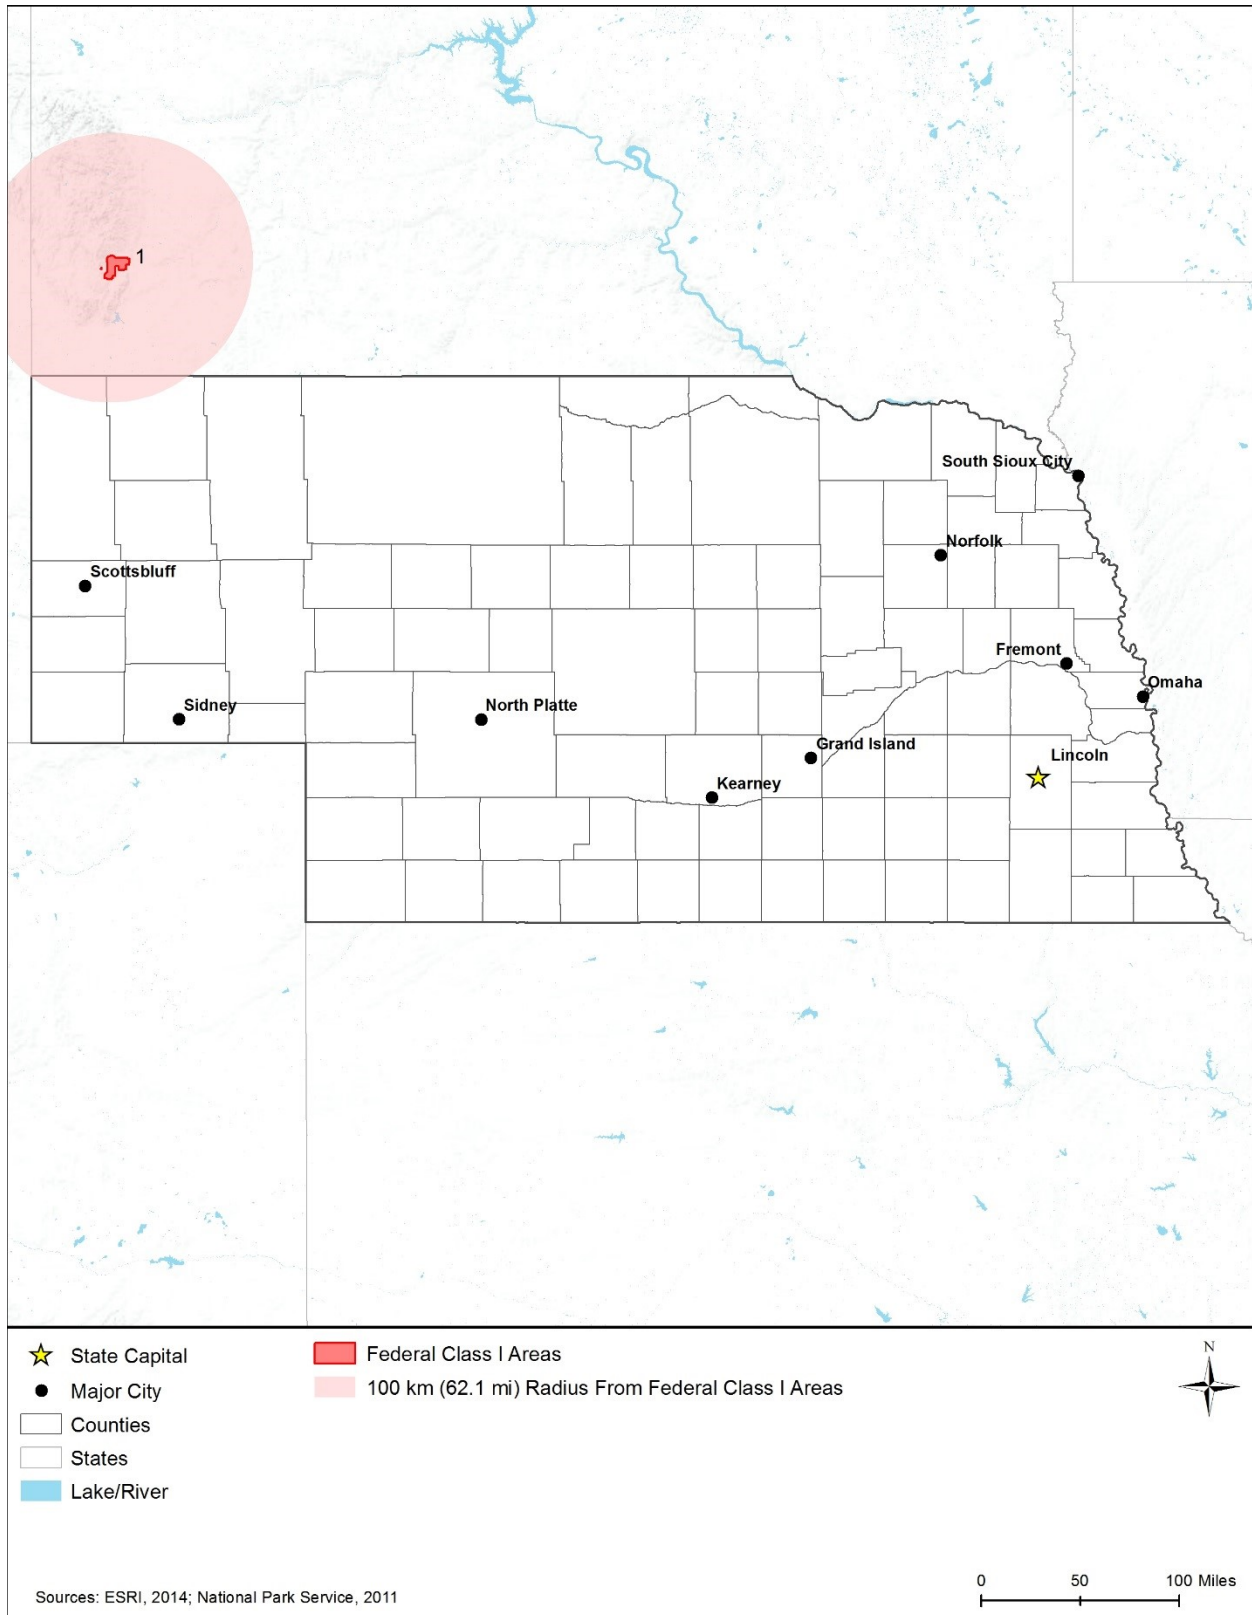 1
South Sioux City
Norfolk
Scottsbluff
Fremont
Omaha
Sidney
North Platte
Grand Island
Lincoln
Kearney
State Capital
Major City
Counties
States
Lake/River
Federal Class I Areas
100 km (62.1 mi) Radius From Federal Class I Areas
N
Sources: ESRI, 2014; National Park Service, 2011
0 50 100 Miles